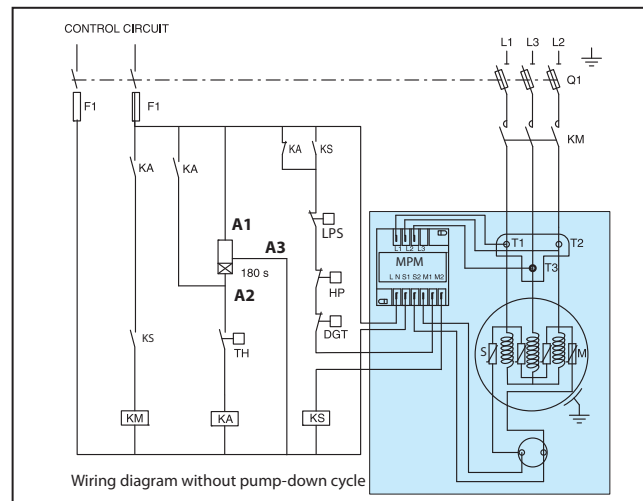 CONTROL CIRCUIT
L1 L3 L2
Q1
F1 F1
KM
KA KA KA KS
A1
LPS
A3
180 s
A2
HP
DGT
TH
KS
KM KA KS
L1 L2 L3
MPM
L N S1 S2 M1 M2
T1 T2
T3
S M
Wiring diagram without pump-down cycle